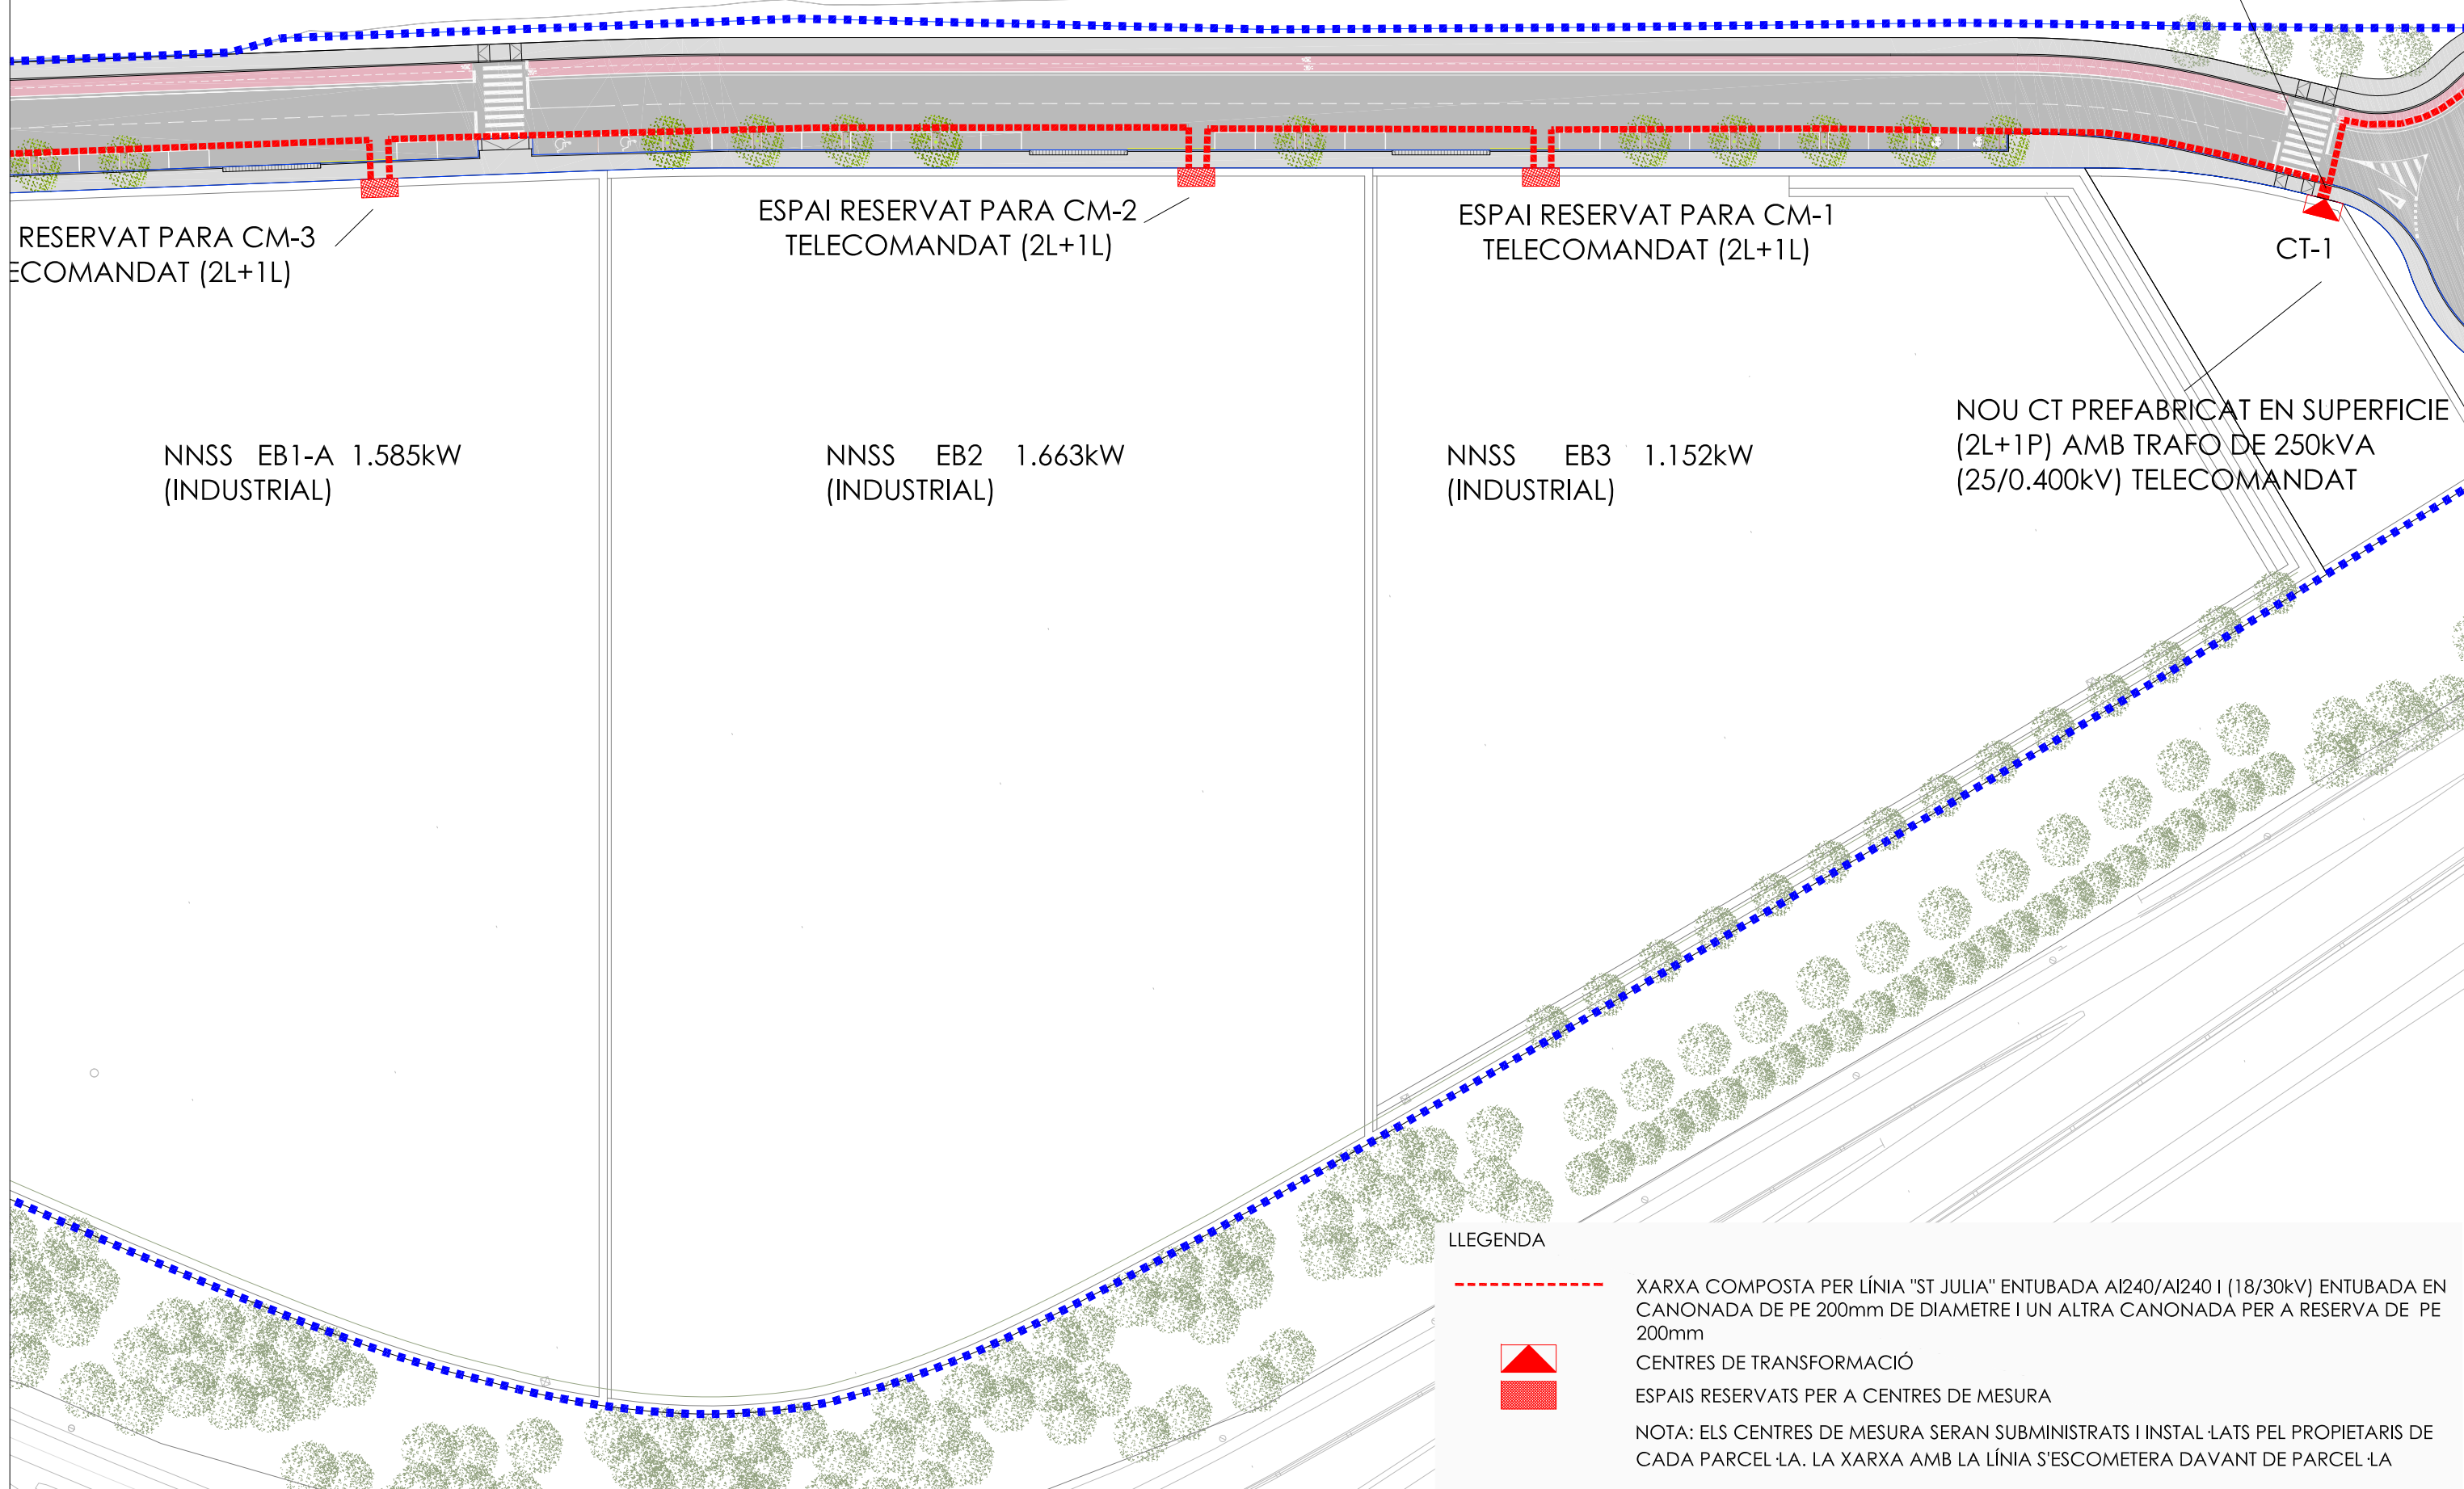 RESERVAT PARA CM-3
ECOMANDAT (2L+1L)
ESPAI RESERVAT PARA CM-2
TELECOMANDAT (2L+1L)
ESPAI RESERVAT PARA CM-1
TELECOMANDAT (2L+1L)
CT-1
NNSS EB1-A 1.585kW
(INDUSTRIAL)
NNSS EB2 1.663kW
(INDUSTRIAL)
NNSS EB3 1.152kW
(INDUSTRIAL)
NOU CT PREFABRICAT EN SUPERFICIE
(2L+1P) AMB TRAFO DE 250kVA
(25/0.400kV) TELECOMANDAT
LLEGENDA
XARXA COMPOSTA PER LÍNIA "ST JULIA" ENTUBADA Al240/Al240 I (18/30kV) ENTUBADA EN
CANONADA DE PE 200mm DE DIAMETRE I UN ALTRA CANONADA PER A RESERVA DE PE
200mm
CENTRES DE TRANSFORMACIÓ
ESPAIS RESERVATS PER A CENTRES DE MESURA
NOTA: ELS CENTRES DE MESURA SERAN SUBMINISTRATS I INSTAL·LATS PEL PROPIETARIS DE
CADA PARCEL·LA. LA XARXA AMB LA LÍNIA S'ESCOMETERA DAVANT DE PARCEL·LA